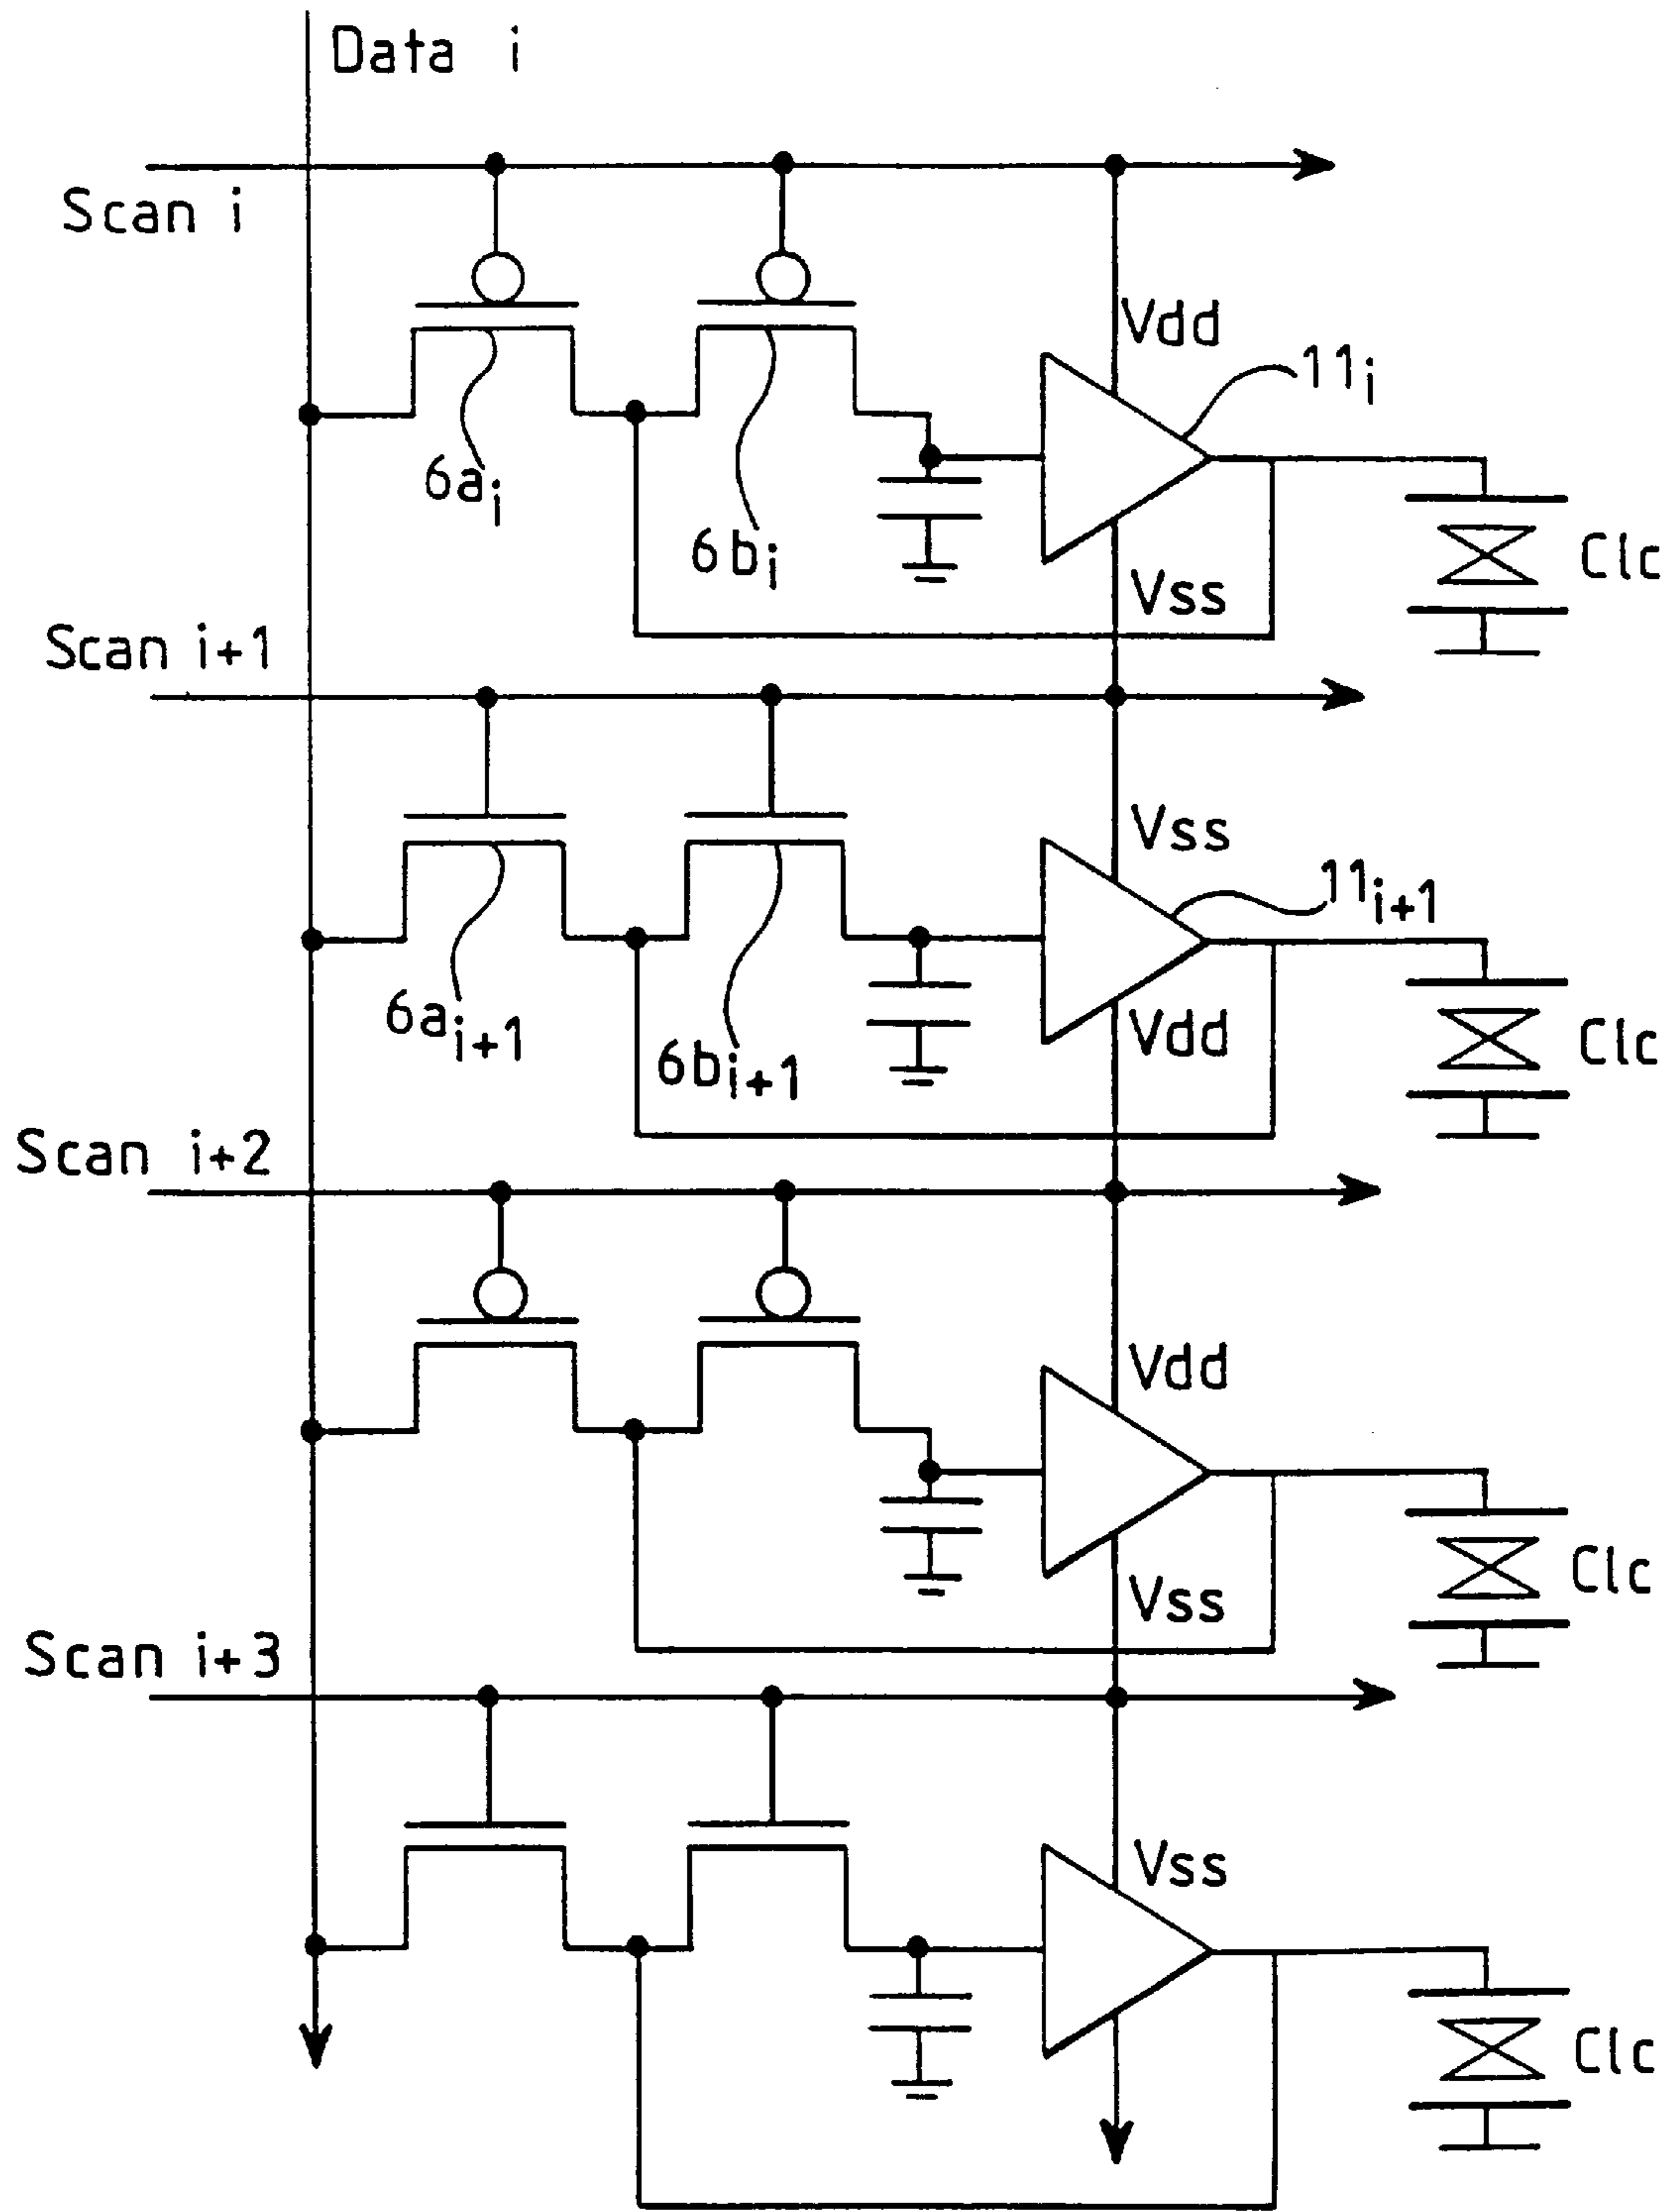 Data i
Scan i
Vdd
11i
6ai
6bi
Clc
Vss
Scan i+1
Vss
11i+1
6ai+1
6bi+1
Vdd
Clc
Scan i+2
Vdd
Clc
Vss
Scan i+3
Vss
Clc